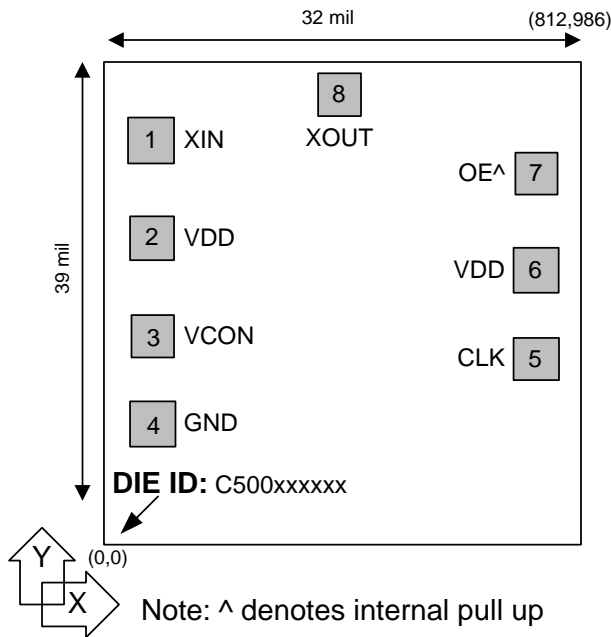 32 mil
(812,986)
8
XOUT
1 XIN
OE^ 7
2 VDD
VDD 6
39 mil
3 VCON
CLK 5
4 GND
DIE ID: C500xxxxxx
(0,0)
Y
X
Note: ^ denotes internal pull up